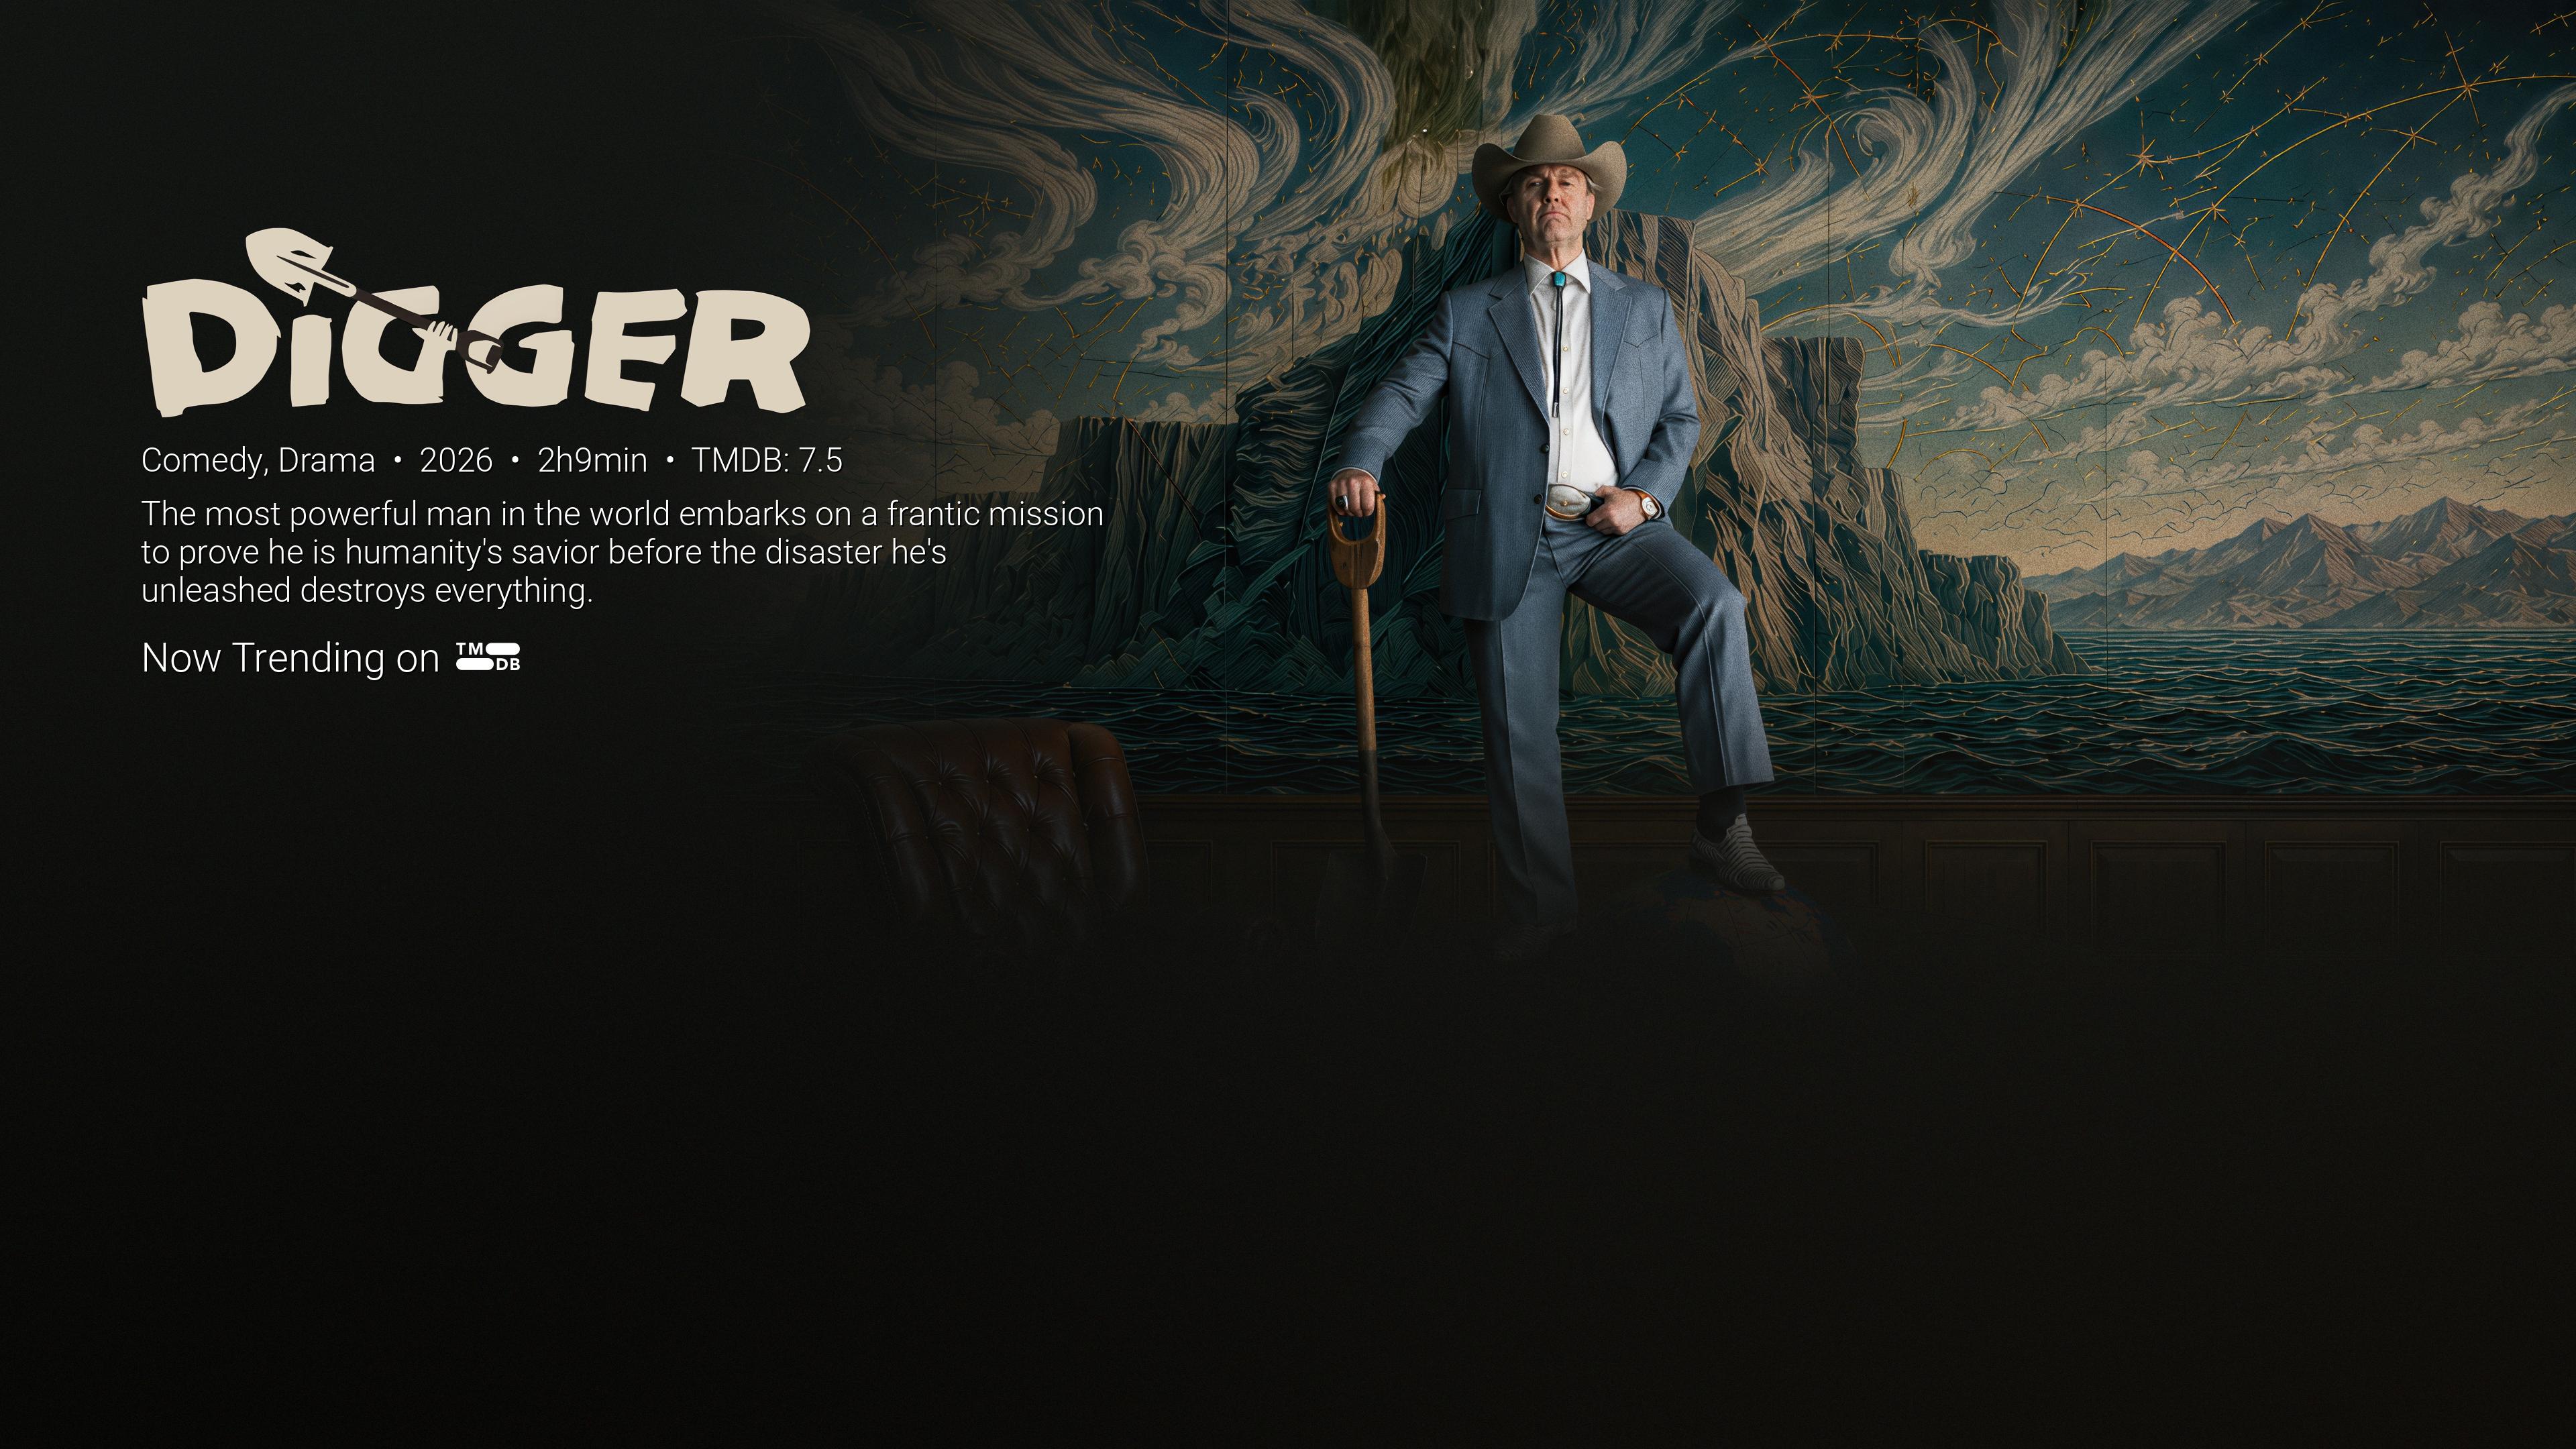 DiGGER
Comedy, Drama • 2026 • 2h9min • TMDB: 7.5
The most powerful man in the world embarks on a frantic mission
to prove he is humanity's savior before the disaster he's
unleashed destroys everything.
Now Trending on TMDB